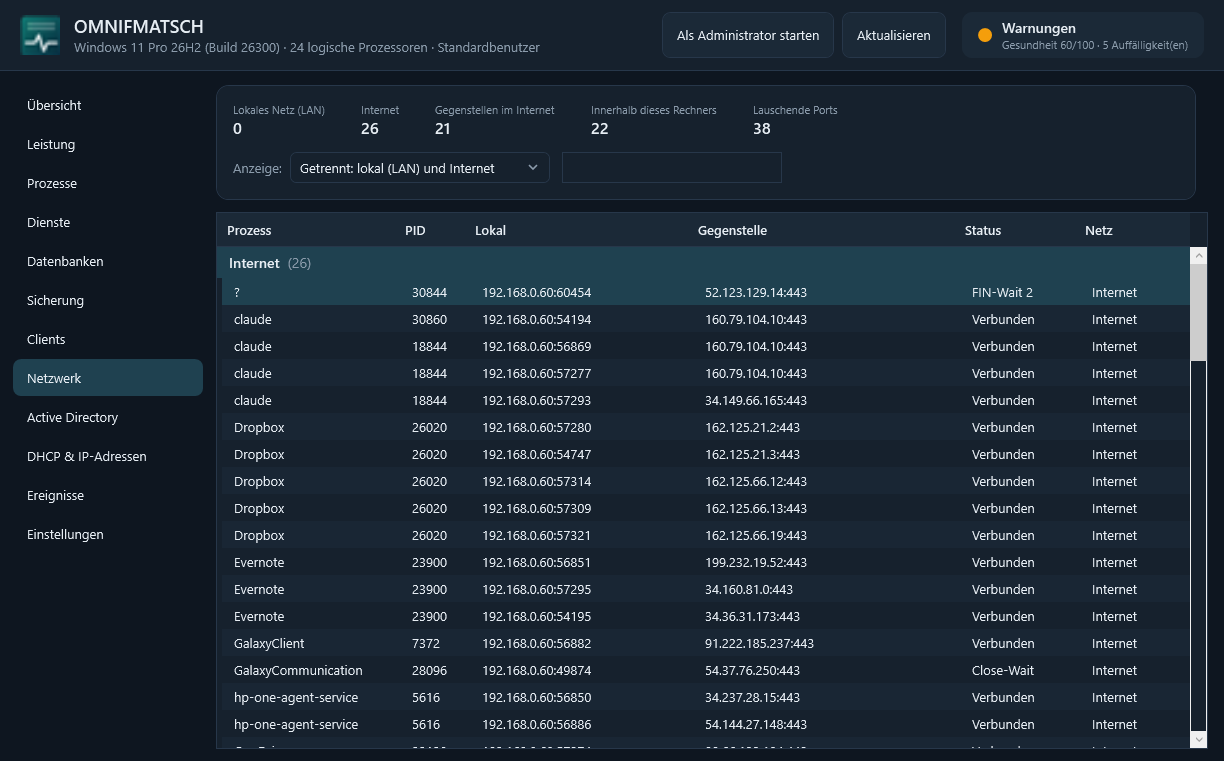 OMNIFMATSCH
Windows 11 Pro 26H2 (Build 26300) · 24 logische Prozessoren · Standardbenutzer
Als Administrator starten
Aktualisieren
Warnungen
Gesundheit 60/100 · 5 Auffälligkeit(en)
Übersicht
Leistung
Prozesse
Dienste
Datenbanken
Sicherung
Clients
Netzwerk
Active Directory
DHCP & IP-Adressen
Ereignisse
Einstellungen
Lokales Netz (LAN) Internet Gegenstellen im Internet Innerhalb dieses Rechners Lauschende Ports
0 26 21 22 38
Anzeige: Getrennt: lokal (LAN) und Internet
Prozess PID Lokal Gegenstelle Status Netz
Internet (26)
? 30844 192.168.0.60:60454 52.123.129.14:443 FIN-Wait 2 Internet
claude 30860 192.168.0.60:54194 160.79.104.10:443 Verbunden Internet
claude 18844 192.168.0.60:56869 160.79.104.10:443 Verbunden Internet
claude 18844 192.168.0.60:57277 160.79.104.10:443 Verbunden Internet
claude 18844 192.168.0.60:57293 34.149.66.165:443 Verbunden Internet
Dropbox 26020 192.168.0.60:57280 162.125.21.2:443 Verbunden Internet
Dropbox 26020 192.168.0.60:54747 162.125.21.3:443 Verbunden Internet
Dropbox 26020 192.168.0.60:57314 162.125.66.12:443 Verbunden Internet
Dropbox 26020 192.168.0.60:57309 162.125.66.13:443 Verbunden Internet
Dropbox 26020 192.168.0.60:57321 162.125.66.19:443 Verbunden Internet
Evernote 23900 192.168.0.60:56851 199.232.19.52:443 Verbunden Internet
Evernote 23900 192.168.0.60:57295 34.160.81.0:443 Verbunden Internet
Evernote 23900 192.168.0.60:54195 34.36.31.173:443 Verbunden Internet
GalaxyClient 7372 192.168.0.60:56882 91.222.185.237:443 Verbunden Internet
GalaxyCommunication 28096 192.168.0.60:49874 54.37.76.250:443 Close-Wait Internet
hp-one-agent-service 5616 192.168.0.60:56850 34.237.28.15:443 Verbunden Internet
hp-one-agent-service 5616 192.168.0.60:56886 54.144.27.148:443 Verbunden Internet